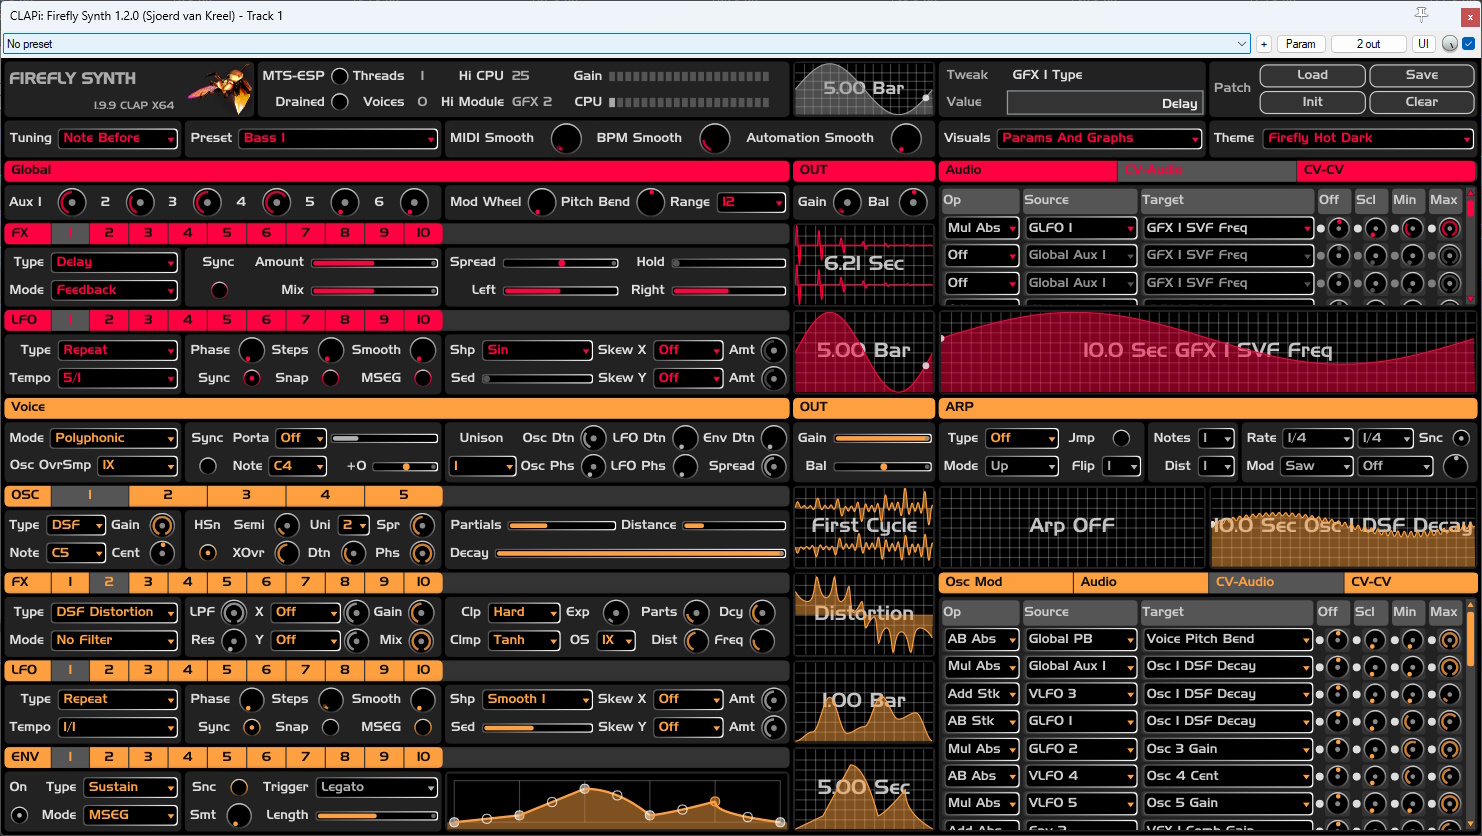 CLAPi: Firefly Synth 1.2.0 (Sjoerd van Kreel) - Track 1
No preset + Param 2 out UI
FIREFLY SYNTH
1.9.9 CLAP X64
MTS-ESP Threads 1 Hi CPU 25 Gain
Drained Voices 0 Hi Module GFX 2 CPU
5.00 Bar
Tweak GFX 1 Type
Value Delay
Patch Load Save
Init Clear
Tuning Note Before Preset Bass 1 MIDI Smooth BPM Smooth Automation Smooth
Visuals Params And Graphs Theme Firefly Hot Dark
Global OUT
Aux 1 2 3 4 5 6 Mod Wheel Pitch Bend Range 12 Gain Bal
FX 1 2 3 4 5 6 7 8 9 10
Type Delay Sync Amount Spread Hold
Mode Feedback Mix Left Right
6.21 Sec
LFO 1 2 3 4 5 6 7 8 9 10
Type Repeat Phase Steps Smooth Shp Sin Skew X Off Amt
Tempo 5/1 Sync Snap MSEG Sed Skew Y Off Amt
5.00 Bar
Audio CV-Audio CV-CV
Op Source Target Off Scl Min Max
Mul Abs GLFO 1 GFX 1 SVF Freq
Off Global Aux 1 GFX 1 SVF Freq
Off Global Aux 1 GFX 1 SVF Freq
10.0 Sec GFX 1 SVF Freq
Voice OUT
Mode Polyphonic Sync Porta Off Unison Osc Dtn LFO Dtn Env Dtn Gain
Osc OvrSmp 1X Note C4 +0 1 Osc Phs LFO Phs Spread Bal
ARP
Type Off Jmp Notes 1 Rate 1/4 1/4 Snc
Mode Up Flip 1 Dist 1 Mod Saw Off
OSC 1 2 3 4 5
Type DSF Gain HSn Semi Uni 2 Spr Partials Distance
Note C5 Cent XOvr Dtn Phs Decay
First Cycle
Arp OFF
10.0 Sec Osc 1 DSF Decay
FX 1 2 3 4 5 6 7 8 9 10
Type DSF Distortion LPF X Off Gain Clp Hard Exp Parts Dcy
Mode No Filter Res Y Off Mix Clmp Tanh OS 1X Dist Freq
Distortion
LFO 1 2 3 4 5 6 7 8 9 10
Type Repeat Phase Steps Smooth Shp Smooth 1 Skew X Off Amt
Tempo 1/1 Sync Snap MSEG Sed Skew Y Off Amt
1.00 Bar
ENV 1 2 3 4 5 6 7 8 9 10
On Type Sustain Snc Trigger Legato
Mode MSEG Smt Length
5.00 Sec
Osc Mod Audio CV-Audio CV-CV
Op Source Target Off Scl Min Max
AB Abs Global PB Voice Pitch Bend
Mul Abs Global Aux 1 Osc 1 DSF Decay
Add Stk VLFO 3 Osc 1 DSF Decay
AB Stk GLFO 1 Osc 1 DSF Decay
Mul Abs GLFO 2 Osc 3 Gain
AB Abs VLFO 4 Osc 4 Cent
Mul Abs VLFO 5 Osc 5 Gain